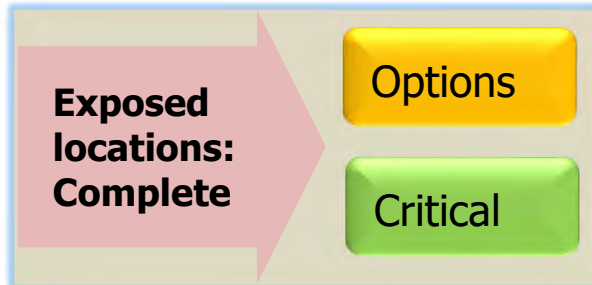 Exposed
locations:
Complete
Options
Critical